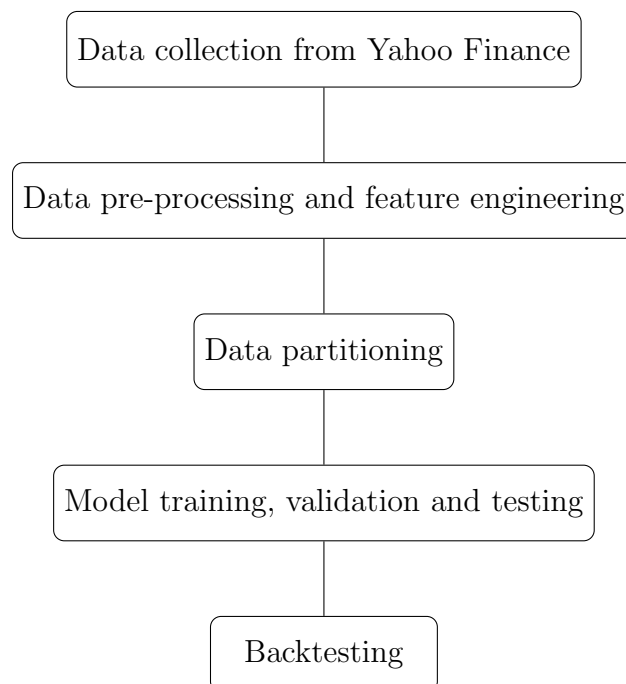 Data collection from Yahoo Finance
Data pre-processing and feature engineering
Data partitioning
Model training, validation and testing
Backtesting